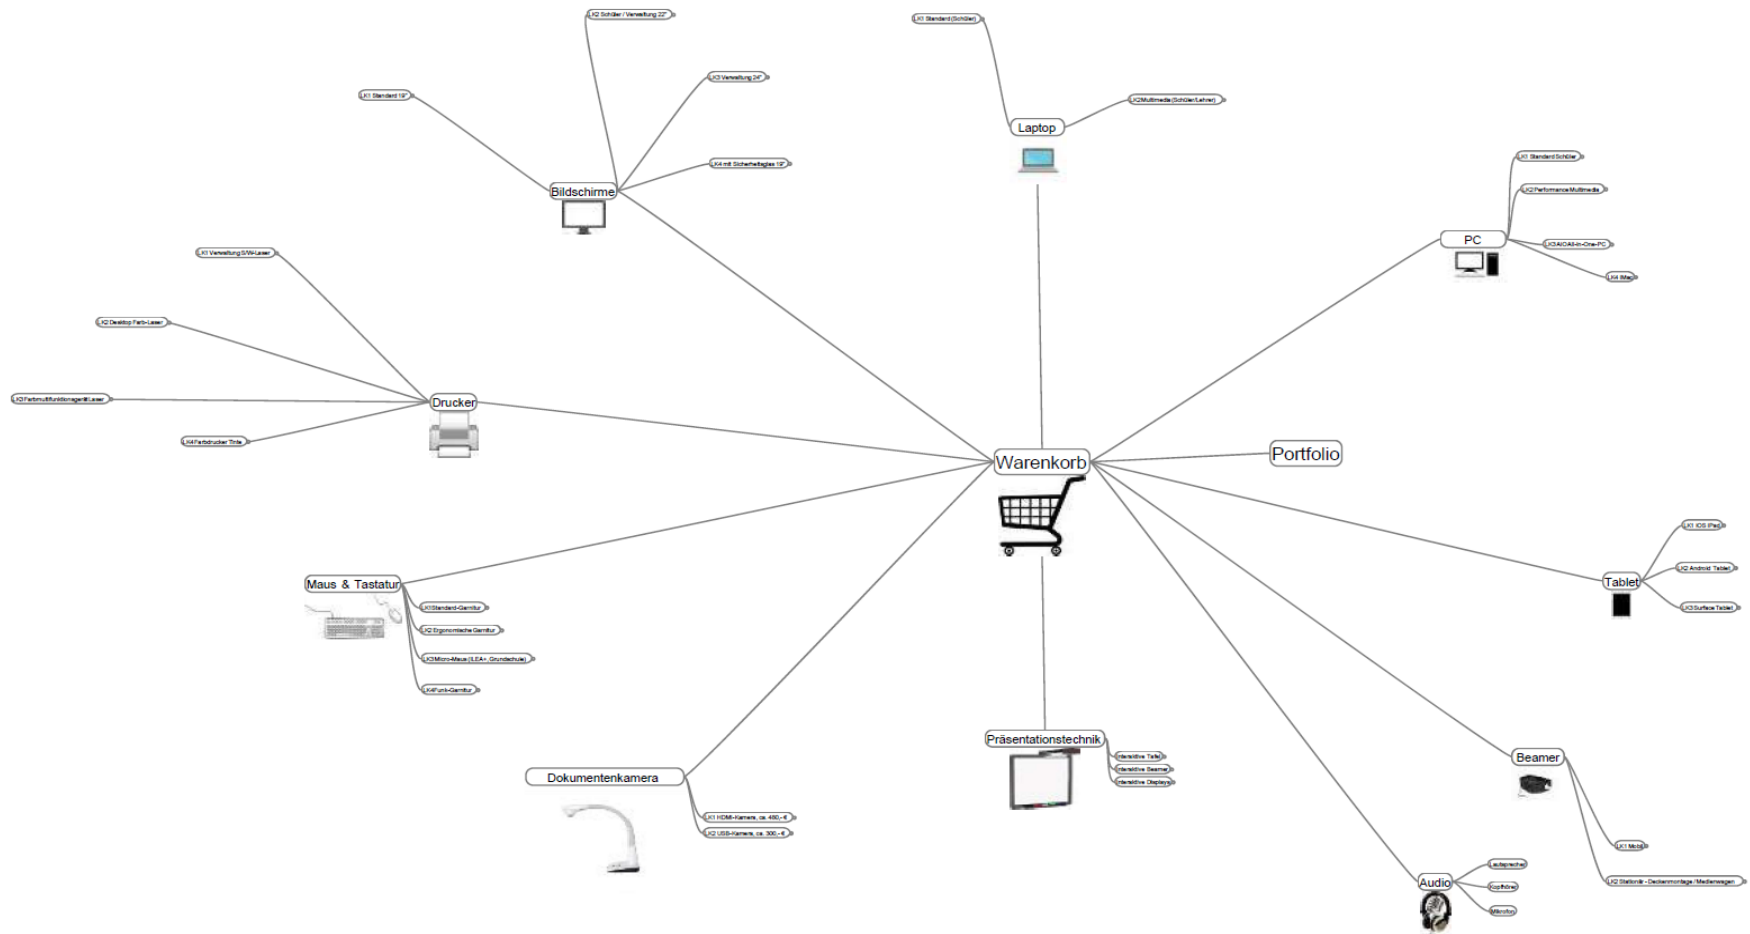 LK2 Schüler / Verwaltung 22"
LK1 Standard (Schüler)
LK3 Verwaltung 24"
LK1 Standard 19"
LK2 Multimedia (Schüler/Lehrer)
Laptop
LK4 mit Sicherheitsglas 19"
LK1 Standard Schüler
Bildschirme
LK2 Performance Multimedia
PC
LK3 AIO All-in-One-PC
LK1 Verwaltung S/W-Laser
LK4 iMac
LK2 Desktop Farb-Laser
LK3 Farbmultifunktionsgerät Laser
Drucker
LK4 Farbdrucker Tinte
Warenkorb
Portfolio
LK1 IOS iPad
LK2 Android Tablet
Maus & Tastatur
Tablet
LK1 Standard-Garnitur
LK3 Surface Tablet
LK2 Ergonomische Garnitur
LK3 Micro-Maus (ILEA+, Grundschule)
LK4 Funk-Garnitur
Präsentationstechnik
Interaktive Tafel
Beamer
Interaktive Beamer
Dokumentenkamera
Interaktive Displays
LK1 HDMI-Kamera, ca. 450,- €
LK2 USB-Kamera, ca. 300,- €
LK1 Mobil
Lautsprecher
Audio
LK2 Stationär - Deckenmontage / Medienwagen
Kopfhörer
Mikrofon